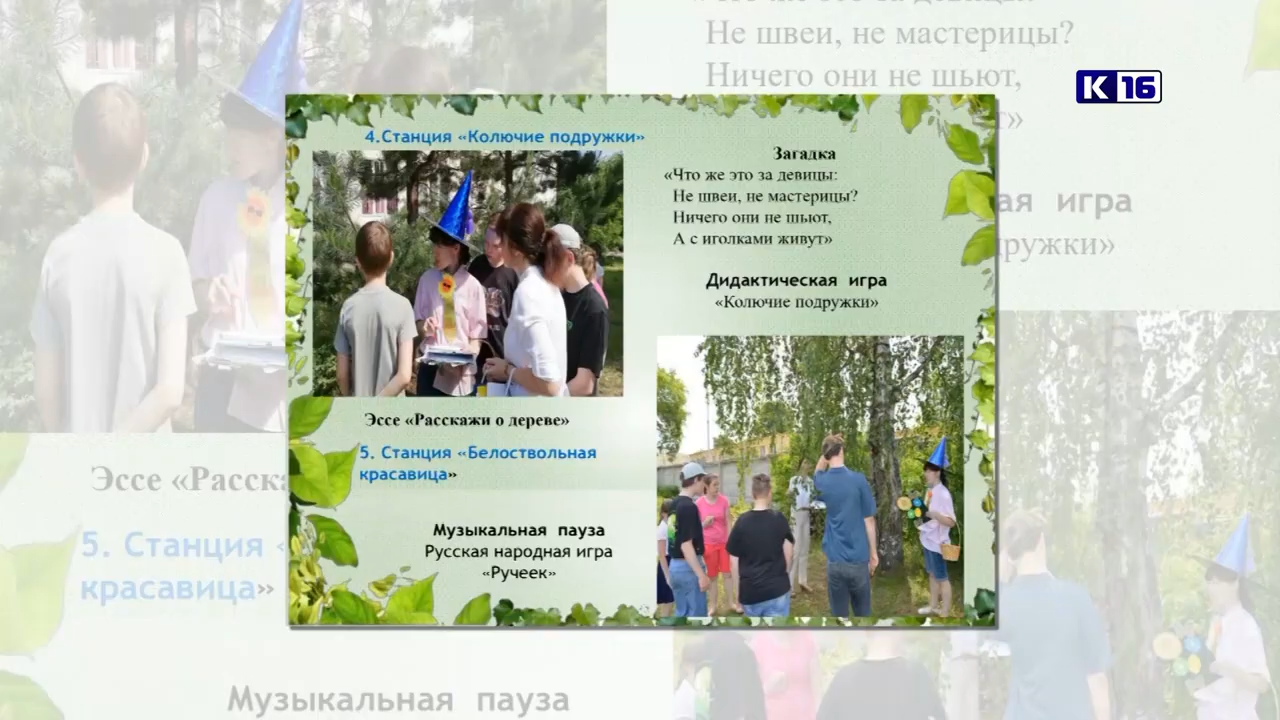 К 16
Не швеи, не мастерицы?
Ничего они не шьют,
4.Станция «Колючие подружки»
Загадка
«Что же это за девицы:
Не швеи, не мастерицы?
Ничего они не шьют,
А с иголками живут»
Дидактическая игра
«Колючие подружки»
Эссе «Расскажи о дереве»
5. Станция «Белоствольная
красавица»
Музыкальная пауза
Русская народная игра
«Ручеек»
игра
Эссе
5. Станция
красавица»
Музыкальная пауза